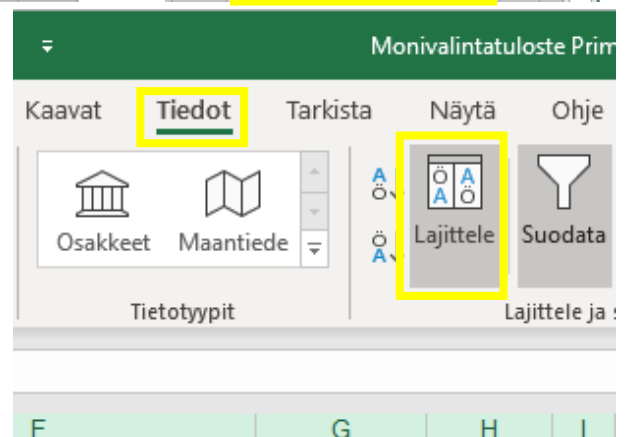 Monivalintatuloste Prim
Kaavat Tiedot Tarkista Näytä Ohje
Osakkeet Maantiede
A
Ö
Ö
A
Ö A
A Ö
Lajittele
Suodata
Tietotyypit
Lajittele ja
F G H I